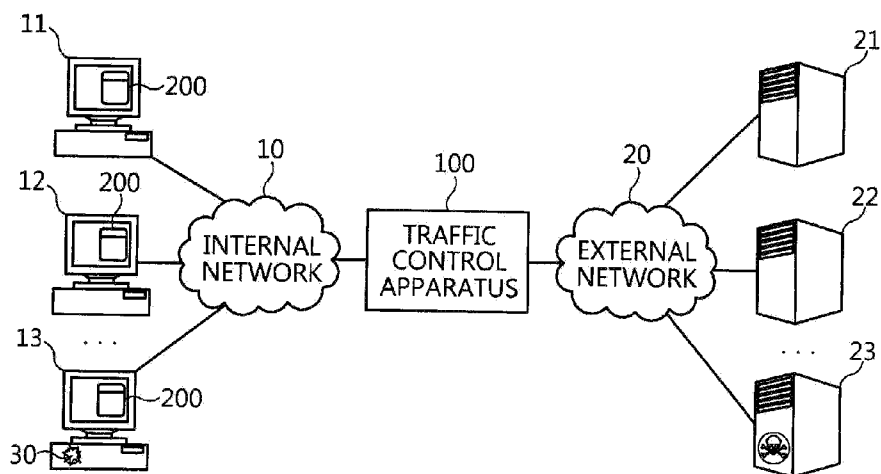 11
200
21
10
100
20
12
200
22
INTERNAL
NETWORK
TRAFFIC
CONTROL
APPARATUS
EXTERNAL
NETWORK
13
. . .
. . .
23
200
30